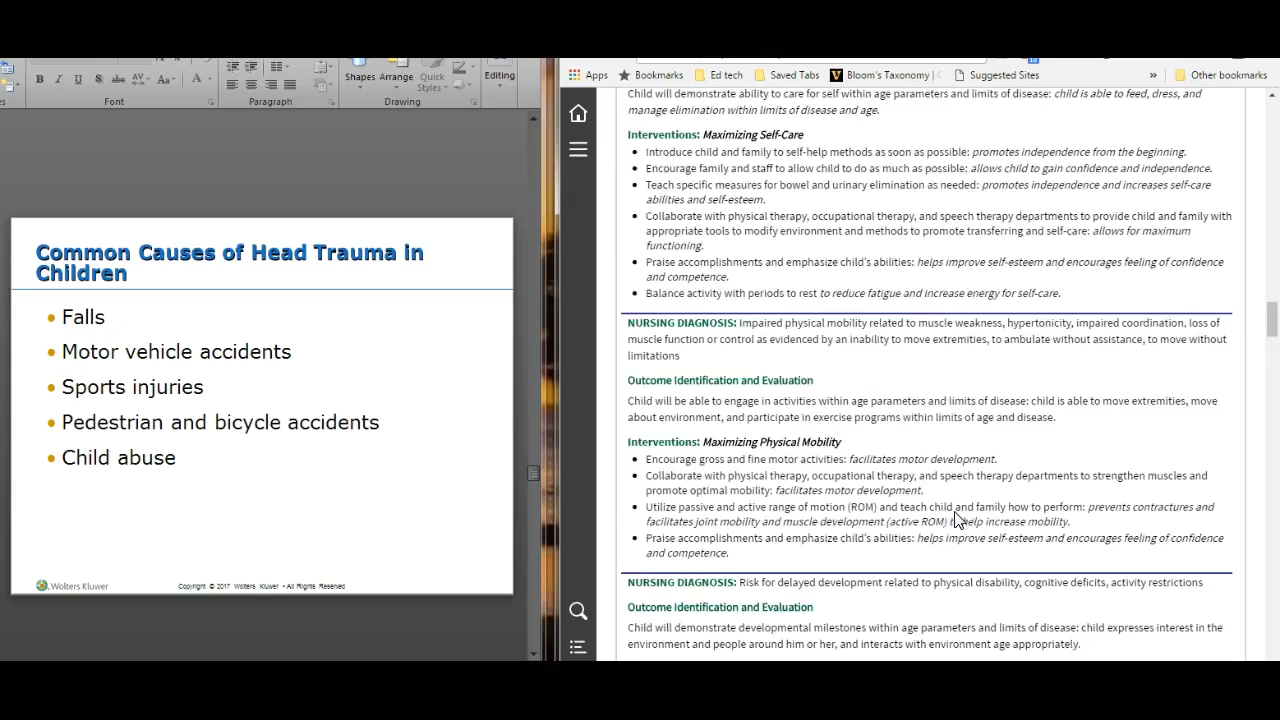 Shapes
Arrange
Quick
Styles
Editing
B I U S abc AV Aa A
Font
Paragraph
Drawing
Common Causes of Head Trauma in
Children
• Falls
• Motor vehicle accidents
• Sports injuries
• Pedestrian and bicycle accidents
• Child abuse
Wolters Kluwer
Copyright © 2017 Wolters Kluwer • All Rights Reserved
Apps
Bookmarks
Ed tech
Saved Tabs
Bloom's Taxonomy | C
Suggested Sites
»
Other bookmarks
Child will demonstrate ability to care for self within age parameters and limits of disease: child is able to feed, dress, and
manage elimination within limits of disease and age.
Interventions: Maximizing Self-Care
• Introduce child and family to self-help methods as soon as possible: promotes independence from the beginning.
• Encourage family and staff to allow child to do as much as possible: allows child to gain confidence and independence.
• Teach specific measures for bowel and urinary elimination as needed: promotes independence and increases self-care
abilities and self-esteem.
• Collaborate with physical therapy, occupational therapy, and speech therapy departments to provide child and family with
appropriate tools to modify environment and methods to promote transferring and self-care: allows for maximum
functioning.
• Praise accomplishments and emphasize child's abilities: helps improve self-esteem and encourages feeling of confidence
and competence.
• Balance activity with periods to rest to reduce fatigue and increase energy for self-care.
NURSING DIAGNOSIS: Impaired physical mobility related to muscle weakness, hypertonicity, impaired coordination, loss of
muscle function or control as evidenced by an inability to move extremities, to ambulate without assistance, to move without
limitations
Outcome Identification and Evaluation
Child will be able to engage in activities within age parameters and limits of disease: child is able to move extremities, move
about environment, and participate in exercise programs within limits of age and disease.
Interventions: Maximizing Physical Mobility
• Encourage gross and fine motor activities: facilitates motor development.
• Collaborate with physical therapy, occupational therapy, and speech therapy departments to strengthen muscles and
promote optimal mobility: facilitates motor development.
• Utilize passive and active range of motion (ROM) and teach child and family how to perform: prevents contractures and
facilitates joint mobility and muscle development (active ROM) help increase mobility.
• Praise accomplishments and emphasize child's abilities: helps improve self-esteem and encourages feeling of confidence
and competence.
NURSING DIAGNOSIS: Risk for delayed development related to physical disability, cognitive deficits, activity restrictions
Outcome Identification and Evaluation
Child will demonstrate developmental milestones within age parameters and limits of disease: child expresses interest in the
environment and people around him or her, and interacts with environment age appropriately.